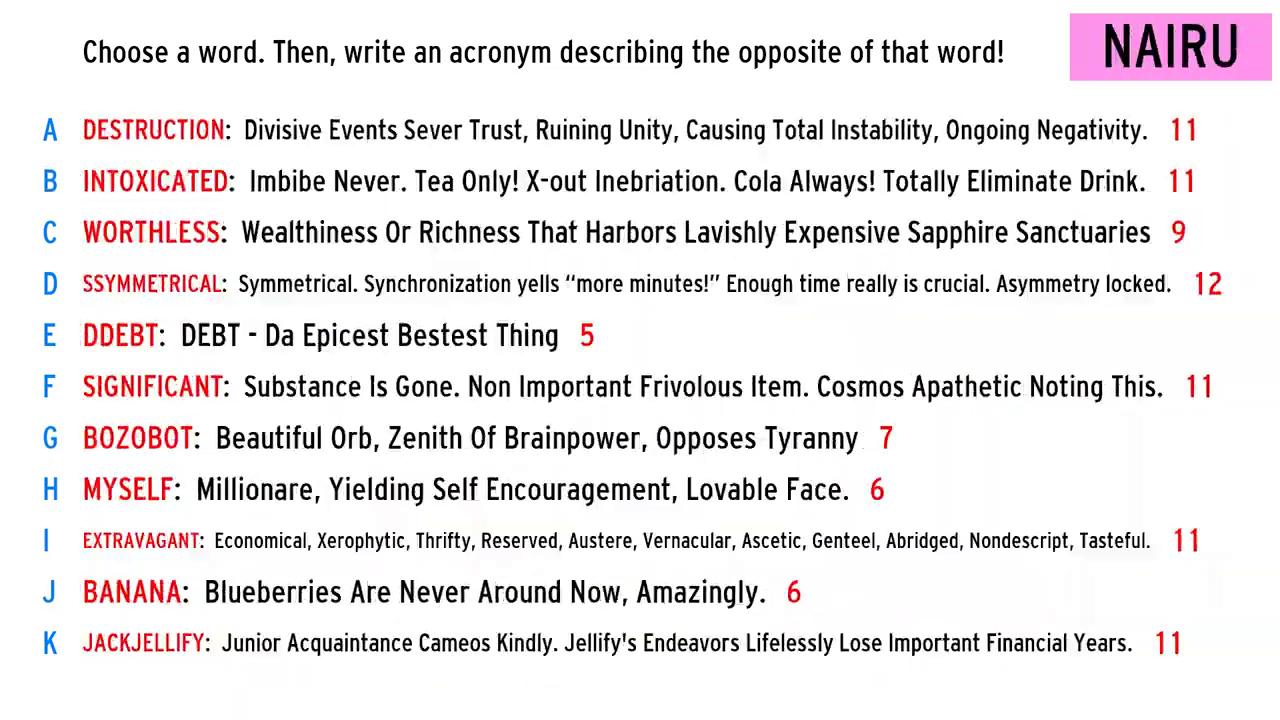 Choose a word. Then, write an acronym describing the opposite of that word!
NAIRU
A DESTRUCTION: Divisive Events Sever Trust, Ruining Unity, Causing Total Instability, Ongoing Negativity. 11
B INTOXICATED: Imbibe Never. Tea Only! X-out Inebriation. Cola Always! Totally Eliminate Drink. 11
C WORTHLESS: Wealthiness Or Richness That Harbors Lavishly Expensive Sapphire Sanctuaries 9
D SSYMMETRICAL: Symmetrical. Synchronization yells “more minutes!” Enough time really is crucial. Asymmetry locked. 12
E DDEBT: DEBT - Da Epicest Bestest Thing 5
F SIGNIFICANT: Substance Is Gone. Non Important Frivolous Item. Cosmos Apathetic Noting This. 11
G BOZOBOT: Beautiful Orb, Zenith Of Brainpower, Opposes Tyranny 7
H MYSELF: Millionare, Yielding Self Encouragement, Lovable Face. 6
I EXTRAVAGANT: Economical, Xerophytic, Thrifty, Reserved, Austere, Vernacular, Ascetic, Genteel, Abridged, Nondescript, Tasteful. 11
J BANANA: Blueberries Are Never Around Now, Amazingly. 6
K JACKJELLIFY: Junior Acquaintance Cameos Kindly. Jellify's Endeavors Lifelessly Lose Important Financial Years. 11